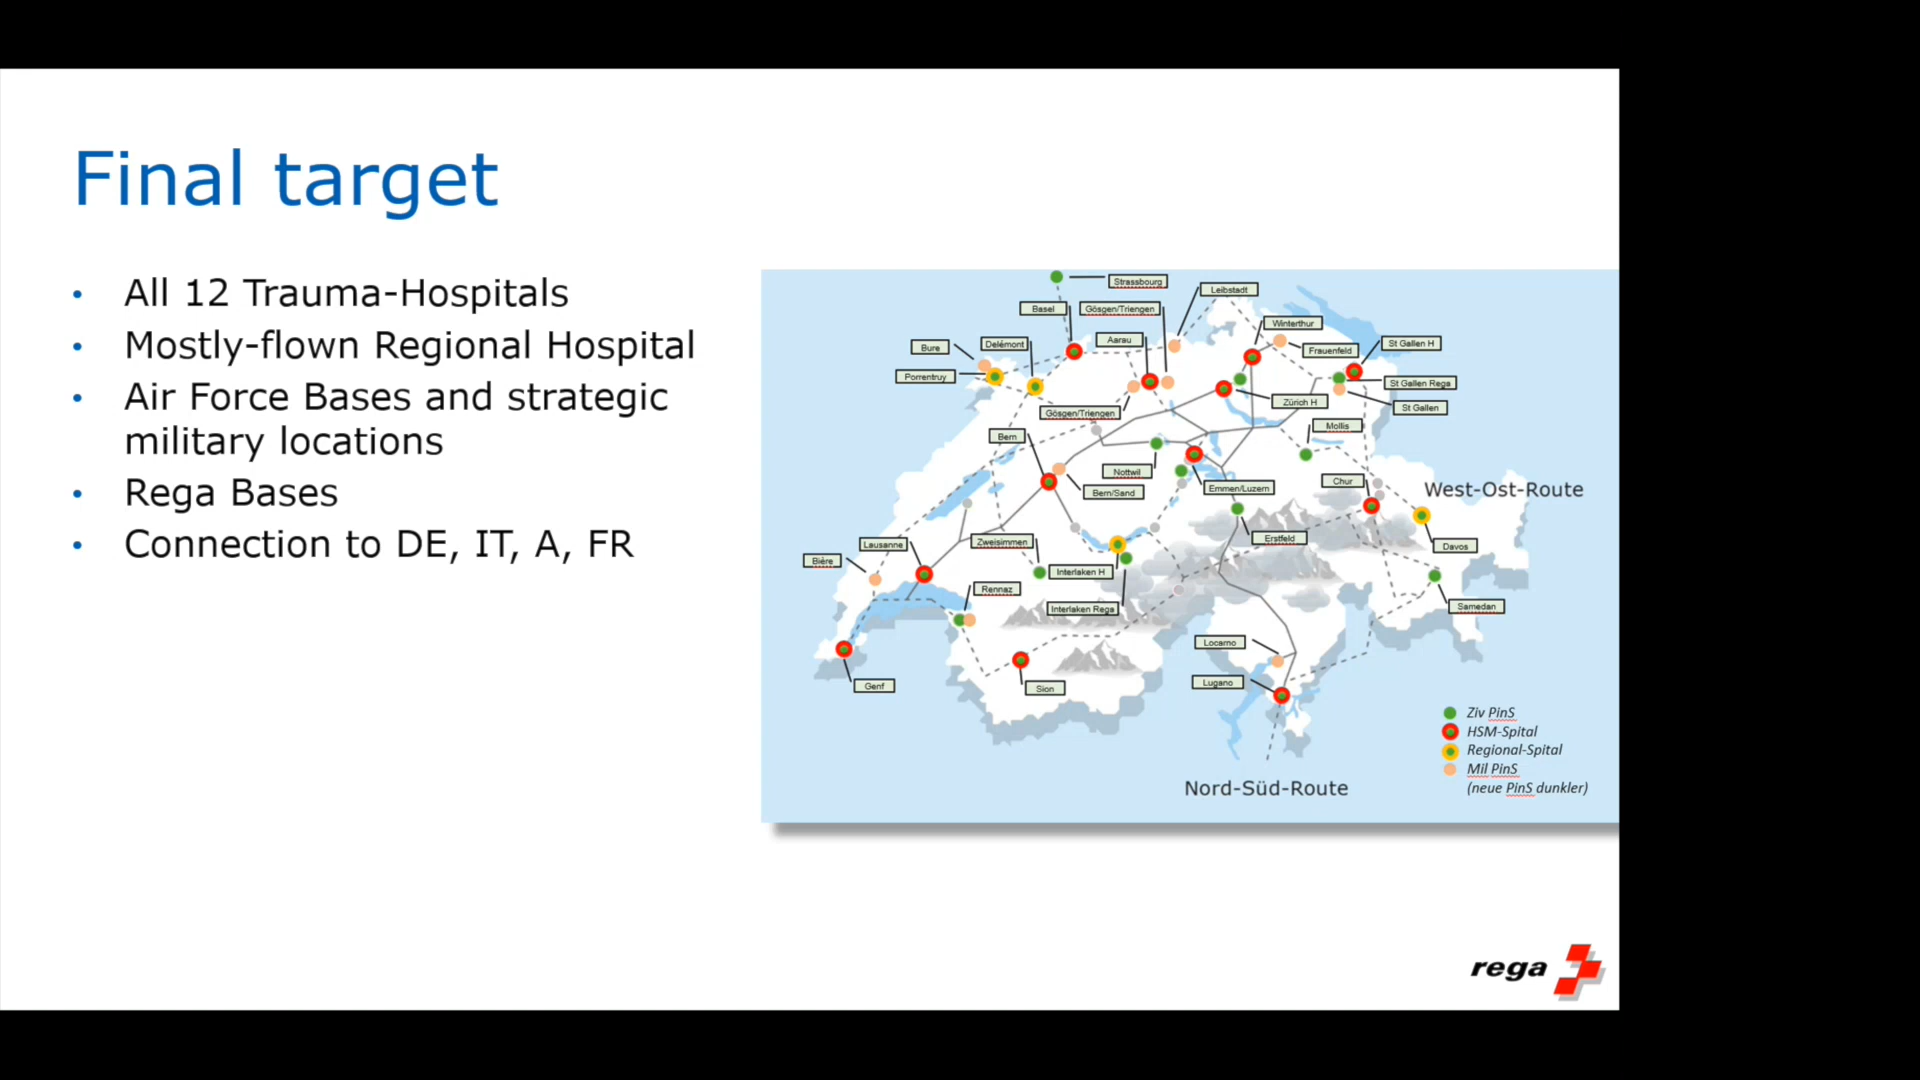 Final target
• All 12 Trauma-Hospitals
• Mostly-flown Regional Hospital
• Air Force Bases and strategic
military locations
• Rega Bases
• Connection to DE, IT, A, FR
Strassbourg
Leibstadt
Basel
Gösgen/Triengen
Winterthur
Bure
Delémont
Aarau
Frauenfeld
St Gallen H
Porrentruy
St Gallen Rega
Gösgen/Triengen
Zürich H
St Gallen
Mollis
Bern
Nottwil
Bern/Sand
Emmen/Luzern
Chur
West-Ost-Route
Erstfeld
Davos
Lausanne
Zweisimmen
Bière
Interlaken H
Rennaz
Interlaken Rega
Samedan
Locarno
Lugano
Genf
Sion
Ziv PinS
HSM-Spital
Regional-Spital
Mil PinS
(neue PinS dunkler)
Nord-Süd-Route
rega